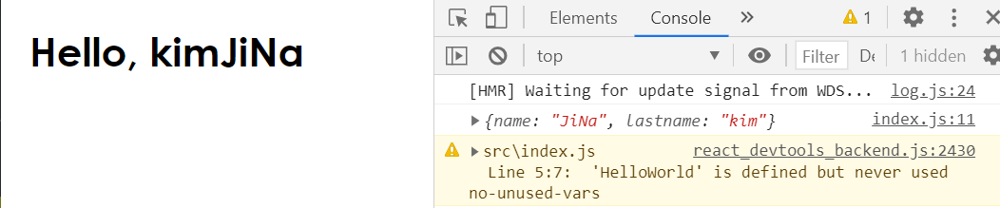 Hello, kimJiNa
Elements Console 1
top Filter De 1 hidden
[HMR] Waiting for update signal from WDS... log.js:24
{name: "JiNa", lastname: "kim"} index.js:11
src\index.js react_devtools_backend.js:2430
Line 5:7: 'HelloWorld' is defined but never used
no-unused-vars